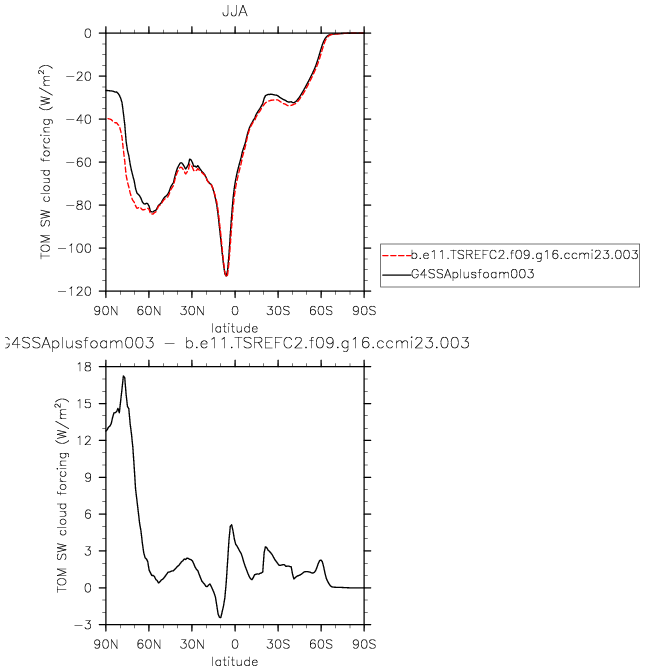 JJA
TOM SW cloud forcing (W/m²)
0
−20
−40
−60
−80
−100
−120
90N 60N 30N 0 30S 60S 90S
latitude
b.e11.TSREFC2.f09.g16.ccmi23.003
G4SSAplusfoam003
G4SSAplusfoam003 − b.e11.TSREFC2.f09.g16.ccmi23.003
TOM SW cloud forcing (W/m²)
18
15
12
9
6
3
0
−3
90N 60N 30N 0 30S 60S 90S
latitude